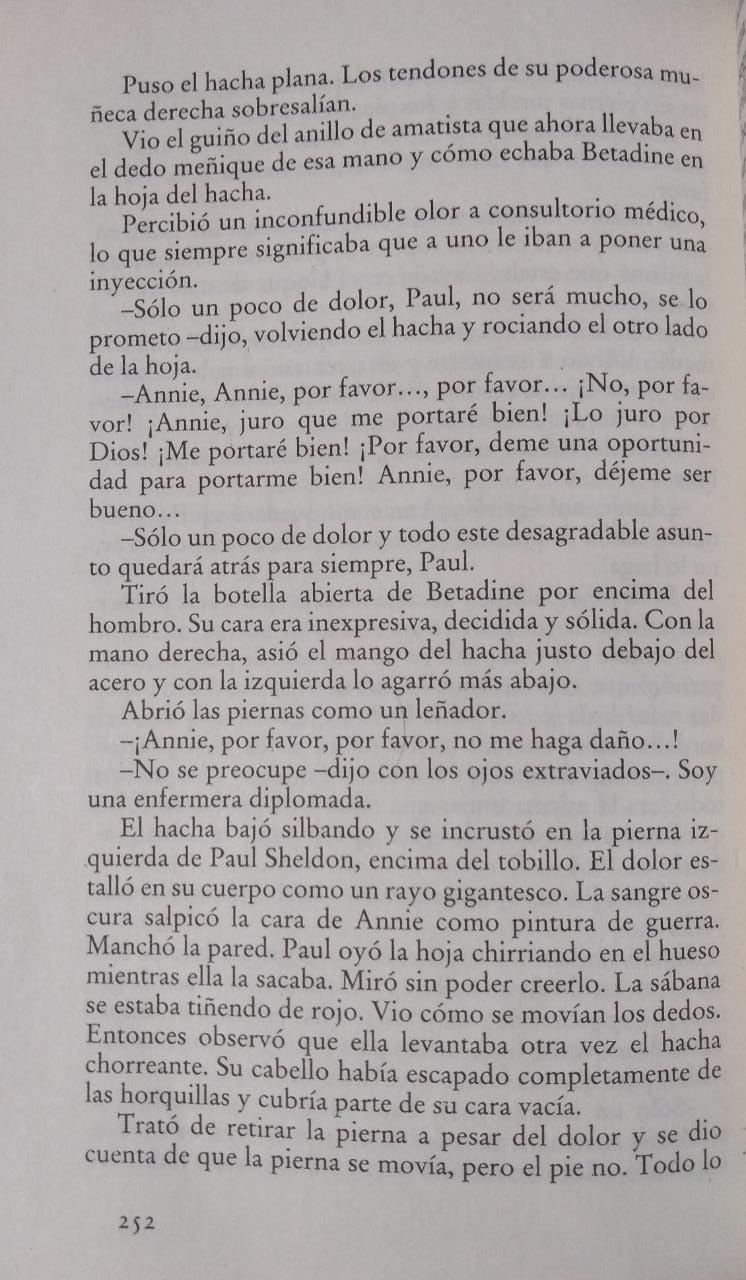 Puso el hacha plana. Los tendones de su poderosa mu-
ñeca derecha sobresalían.
Vio el guiño del anillo de amatista que ahora llevaba en
el dedo meñique de esa mano y cómo echaba Betadine en
la hoja del hacha.
Percibió un inconfundible olor a consultorio médico,
lo que siempre significaba que a uno le iban a poner una
inyección.
–Sólo un poco de dolor, Paul, no será mucho, se lo
prometo –dijo, volviendo el hacha y rociando el otro lado
de la hoja.
–Annie, Annie, por favor…, por favor… ¡No, por fa-
vor! ¡Annie, juro que me portaré bien! ¡Lo juro por
Dios! ¡Me portaré bien! ¡Por favor, deme una oportuni-
dad para portarme bien! Annie, por favor, déjeme ser
bueno…
–Sólo un poco de dolor y todo este desagradable asun-
to quedará atrás para siempre, Paul.
Tiró la botella abierta de Betadine por encima del
hombro. Su cara era inexpresiva, decidida y sólida. Con la
mano derecha, asió el mango del hacha justo debajo del
acero y con la izquierda lo agarró más abajo.
Abrió las piernas como un leñador.
–¡Annie, por favor, por favor, no me haga daño…!
–No se preocupe –dijo con los ojos extraviados–. Soy
una enfermera diplomada.
El hacha bajó silbando y se incrustó en la pierna iz-
quierda de Paul Sheldon, encima del tobillo. El dolor es-
talló en su cuerpo como un rayo gigantesco. La sangre os-
cura salpicó la cara de Annie como pintura de guerra.
Manchó la pared. Paul oyó la hoja chirriando en el hueso
mientras ella la sacaba. Miró sin poder creerlo. La sábana
se estaba tiñendo de rojo. Vio cómo se movían los dedos.
Entonces observó que ella levantaba otra vez el hacha
chorreante. Su cabello había escapado completamente de
las horquillas y cubría parte de su cara vacía.
Trató de retirar la pierna a pesar del dolor y se dio
cuenta de que la pierna se movía, pero el pie no. Todo lo
252